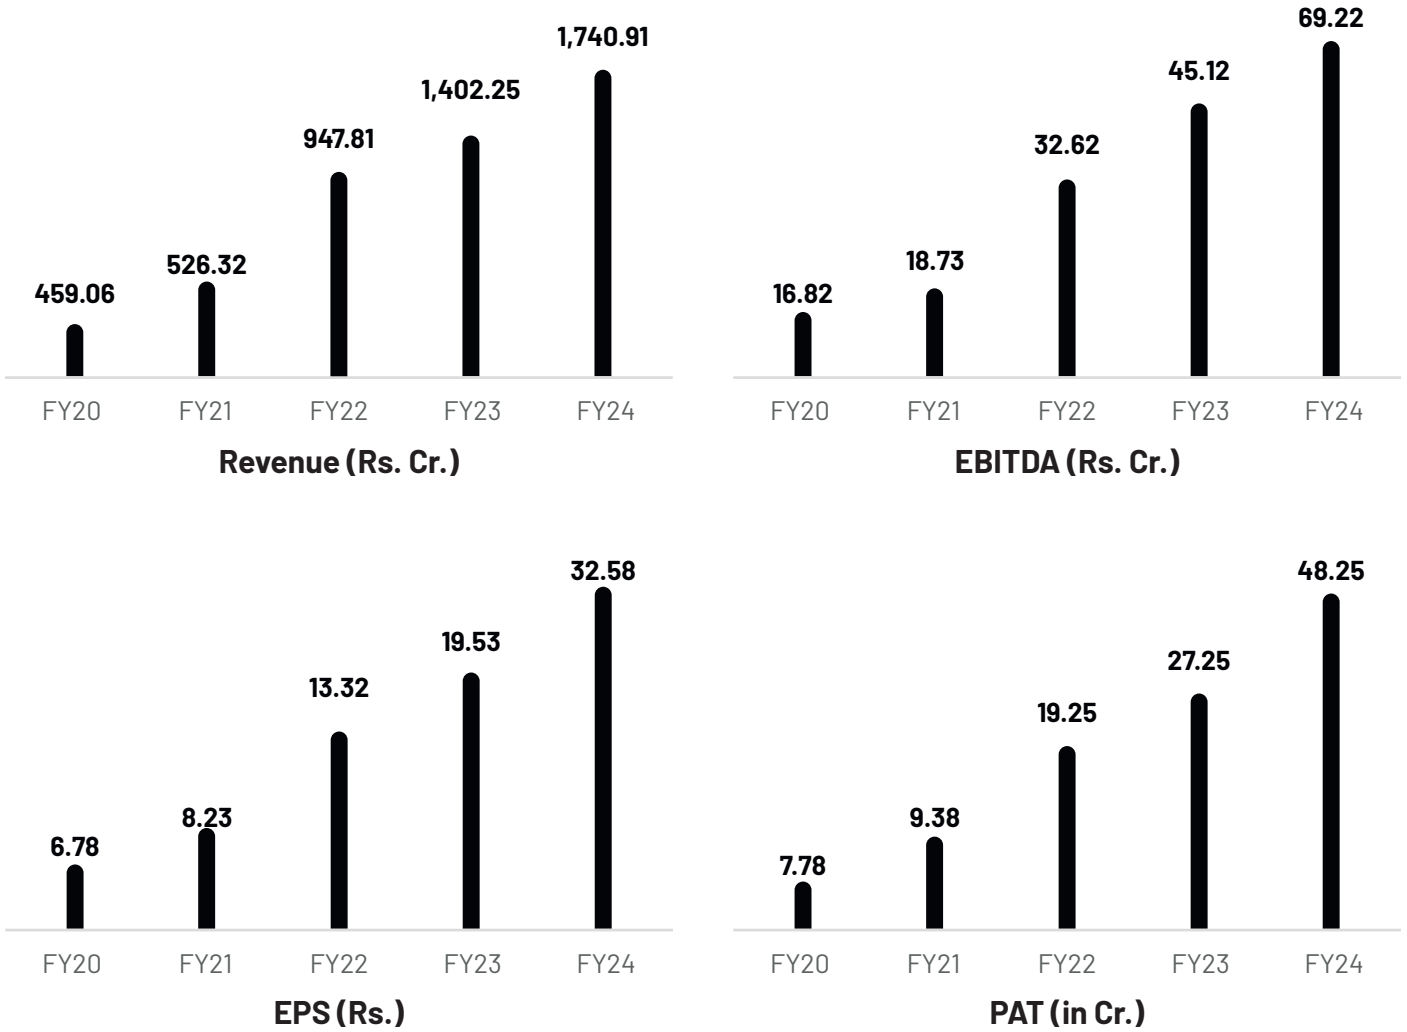 1,740.91
1,402.25
947.81
526.32
459.06
FY20 FY21 FY22 FY23 FY24
Revenue (Rs. Cr.)
69.22
45.12
32.62
18.73
16.82
FY20 FY21 FY22 FY23 FY24
EBITDA (Rs. Cr.)
32.58
19.53
13.32
8.23
6.78
FY20 FY21 FY22 FY23 FY24
EPS (Rs.)
48.25
27.25
19.25
9.38
7.78
FY20 FY21 FY22 FY23 FY24
PAT (in Cr.)